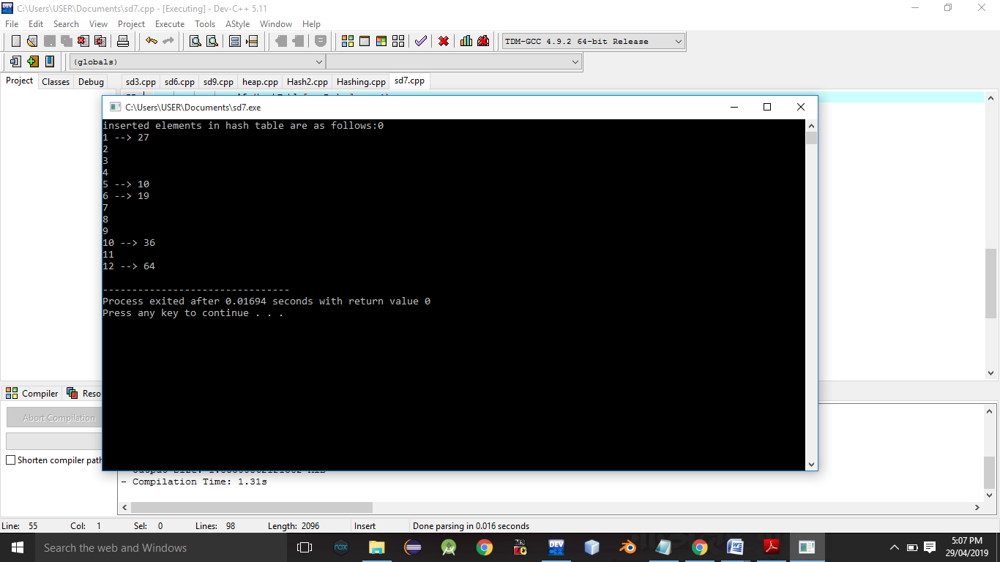 C:\Users\USER\Documents\sd7.cpp - [Executing] - Dev-C++ 5.11
File Edit Search View Project Execute Tools AStyle Window Help
TDM-GCC 4.9.2 64-bit Release
(globals)
Project Classes Debug sd3.cpp sd6.cpp sd9.cpp heap.cpp Hash2.cpp Hashing.cpp sd7.cpp
C:\Users\USER\Documents\sd7.exe
inserted elements in hash table are as follows:0
1 --> 27
2
3
4
5 --> 10
6 --> 19
7
8
9
10 --> 36
11
12 --> 64
--------------------------------
Process exited after 0.01694 seconds with return value 0
Press any key to continue . . .
Compiler Reso
Abort Compilation
Shorten compiler path
- Compilation Time: 1.31s
Line: 55 Col: 1 Sel: 0 Lines: 98 Length: 2096 Insert Done parsing in 0.016 seconds
Search the web and Windows
nox
DEV
5:07 PM
29/04/2019